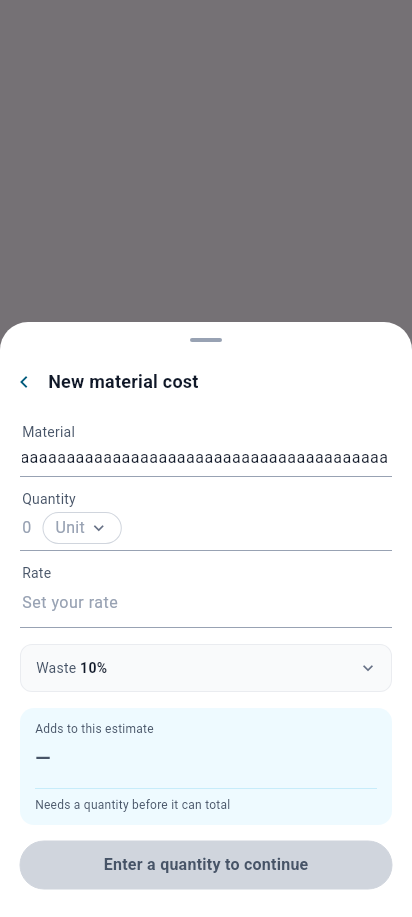 New material cost
Material
aaaaaaaaaaaaaaaaaaaaaaaaaaaaaaaaaaaaaaaa
Quantity
0 Unit
Rate
Set your rate
Waste 10%
Adds to this estimate
—
Needs a quantity before it can total
Enter a quantity to continue